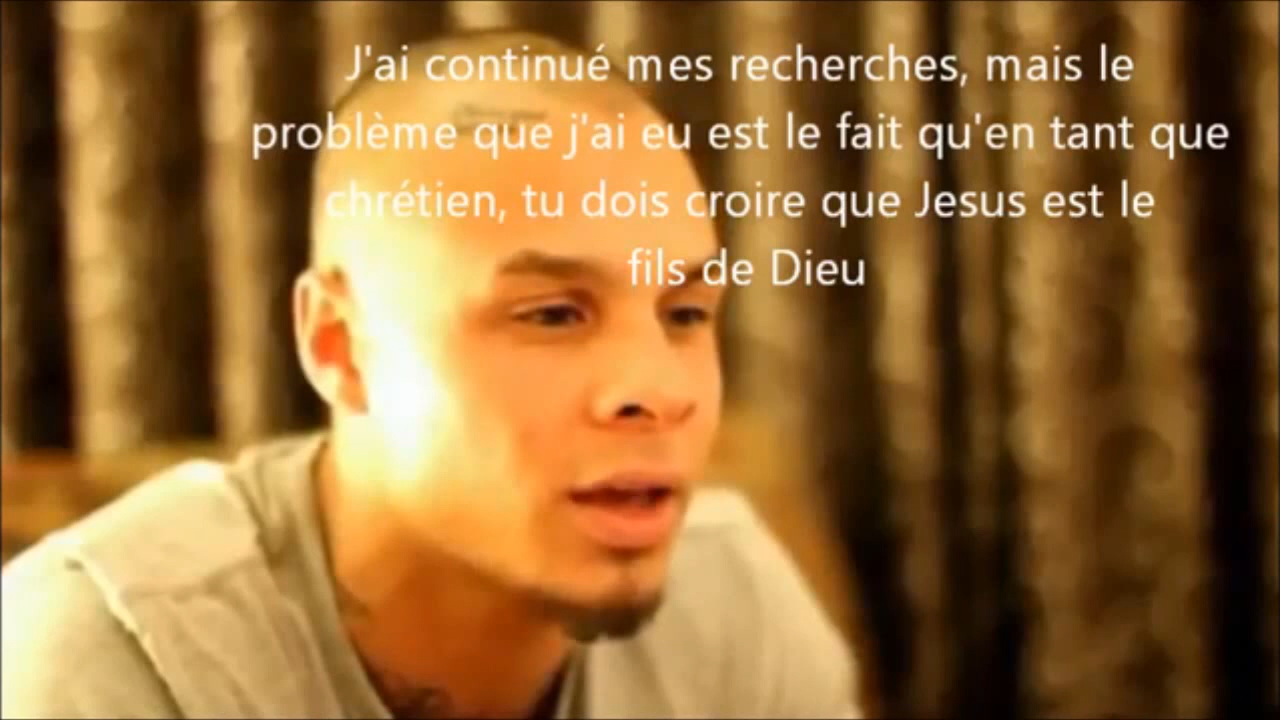 J'ai continué mes recherches, mais le
problème que j'ai eu est le fait qu'en tant que
chrétien, tu dois croire que Jesus est le
fils de Dieu